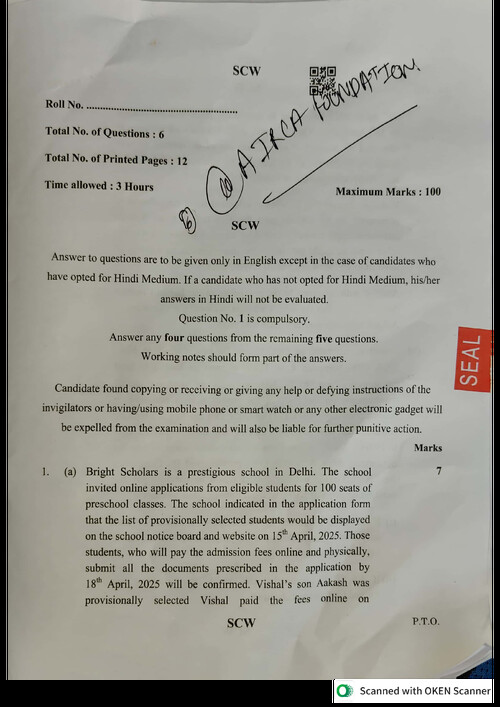 SCW
Roll No. ......................................................
Total No. of Questions : 6
Total No. of Printed Pages : 12
Time allowed : 3 Hours
Maximum Marks : 100
@AIRCA FOUNDATION.
SCW
Answer to questions are to be given only in English except in the case of candidates who
have opted for Hindi Medium. If a candidate who has not opted for Hindi Medium, his/her
answers in Hindi will not be evaluated.
Question No. 1 is compulsory.
Answer any four questions from the remaining five questions.
Working notes should form part of the answers.
SEAL
Candidate found copying or receiving or giving any help or defying instructions of the
invigilators or having/using mobile phone or smart watch or any other electronic gadget will
be expelled from the examination and will also be liable for further punitive action.
Marks
1. (a) Bright Scholars is a prestigious school in Delhi. The school 7
invited online applications from eligible students for 100 seats of
preschool classes. The school indicated in the application form
that the list of provisionally selected students would be displayed
on the school notice board and website on 15th April, 2025. Those
students, who will pay the admission fees online and physically,
submit all the documents prescribed in the application by
18th April, 2025 will be confirmed. Vishal's son Aakash was
provisionally selected Vishal paid the fees online on
SCW
P.T.O.
Scanned with OKEN Scanner